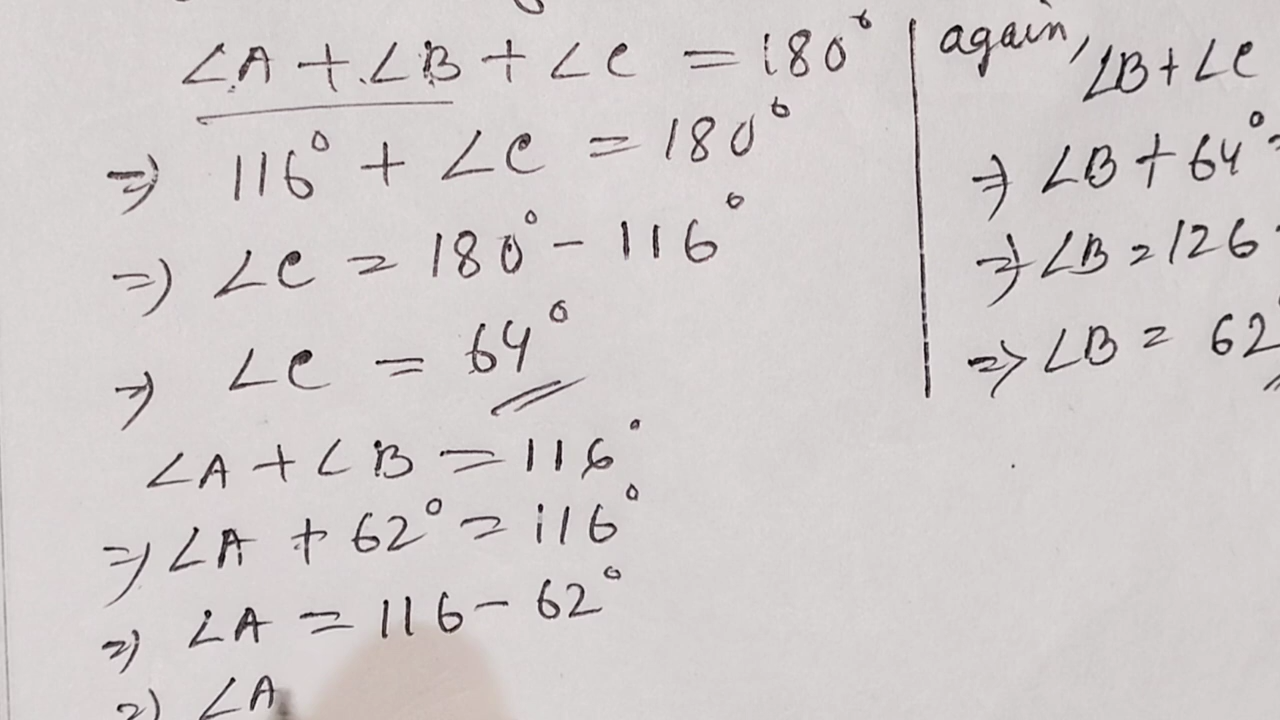 ∠A + ∠B + ∠C = 180°
⇒ 116° + ∠C = 180°
⇒ ∠C = 180° - 116°
⇒ ∠C = 64°
∠A + ∠B = 116°
⇒ ∠A + 62° = 116°
⇒ ∠A = 116 - 62°
⇒ ∠A
again,
∠B + ∠C
⇒ ∠B + 64° =
⇒ ∠B = 126
⇒ ∠B = 62°